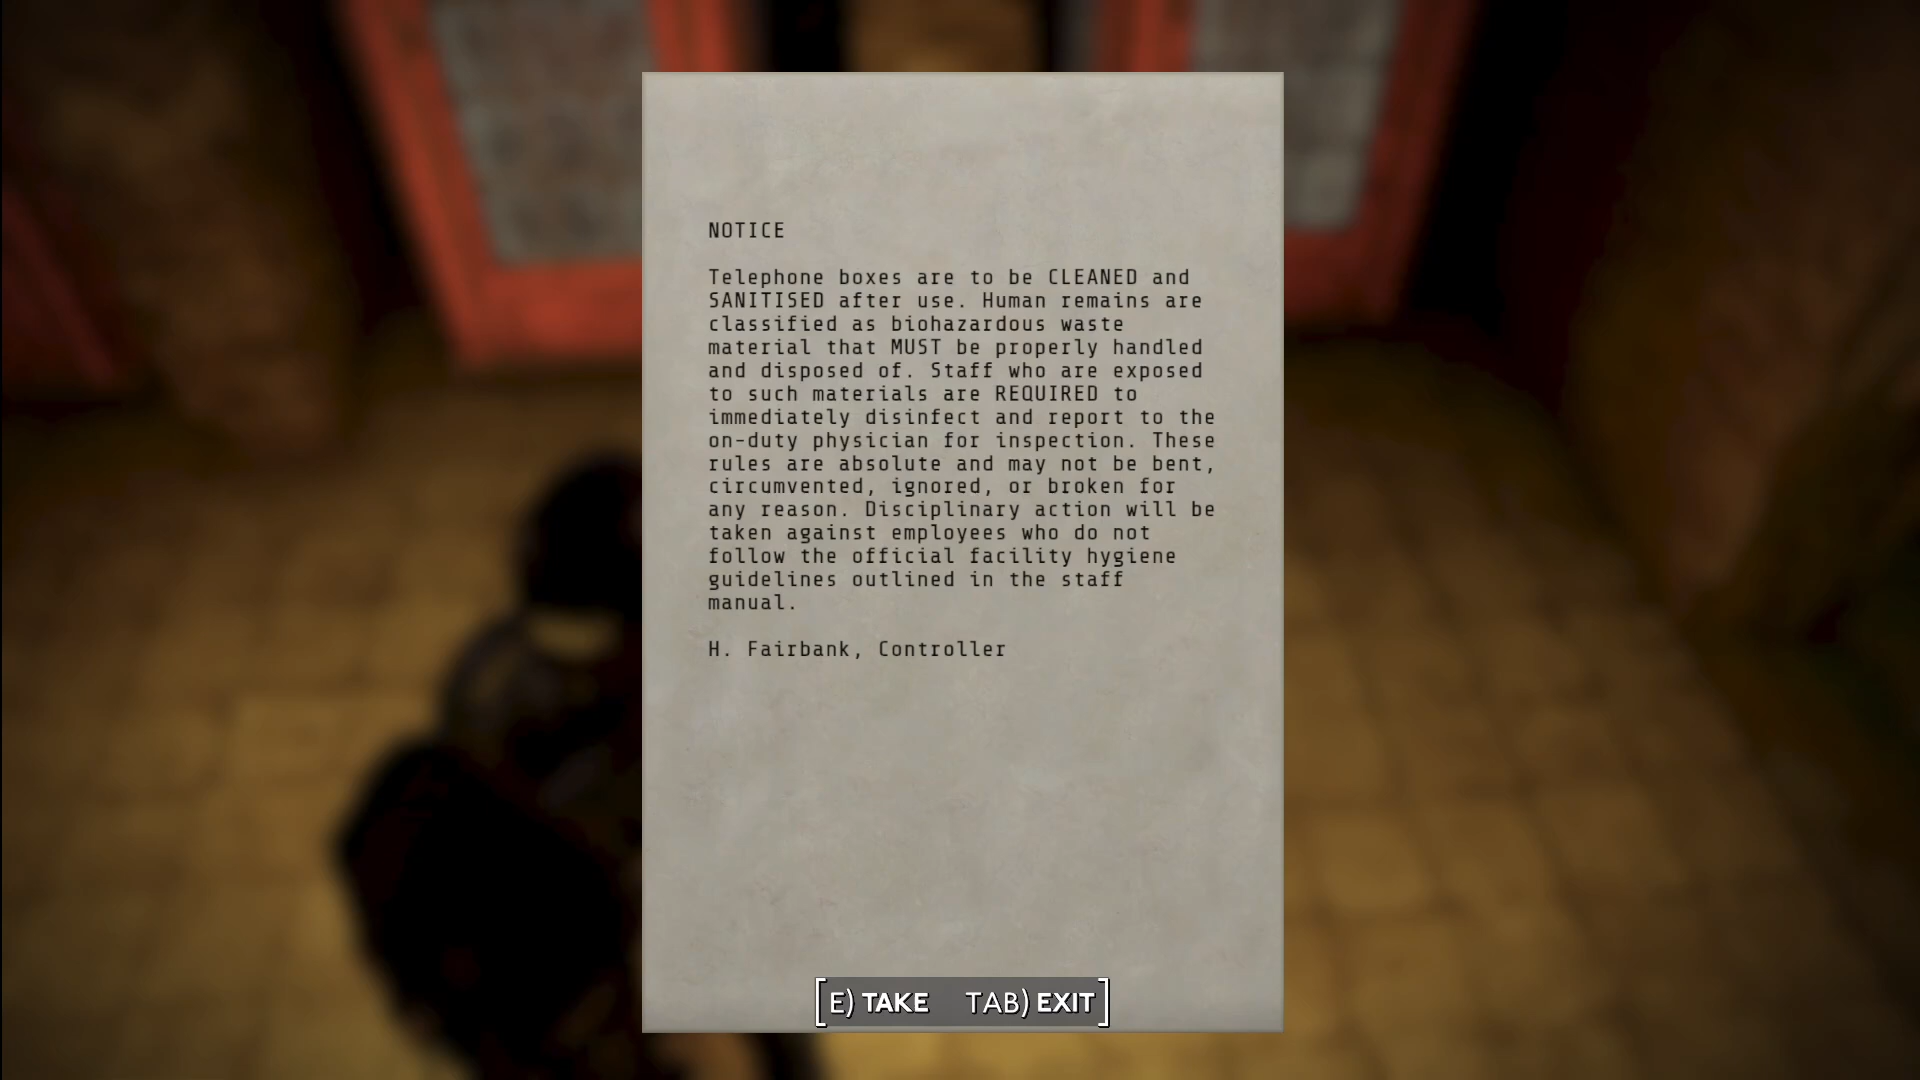 NOTICE
Telephone boxes are to be CLEANED and
SANITISED after use. Human remains are
classified as biohazardous waste
material that MUST be properly handled
and disposed of. Staff who are exposed
to such materials are REQUIRED to
immediately disinfect and report to the
on-duty physician for inspection. These
rules are absolute and may not be bent,
circumvented, ignored, or broken for
any reason. Disciplinary action will be
taken against employees who do not
follow the official facility hygiene
guidelines outlined in the staff
manual.
H. Fairbank, Controller
[E) TAKE TAB) EXIT]